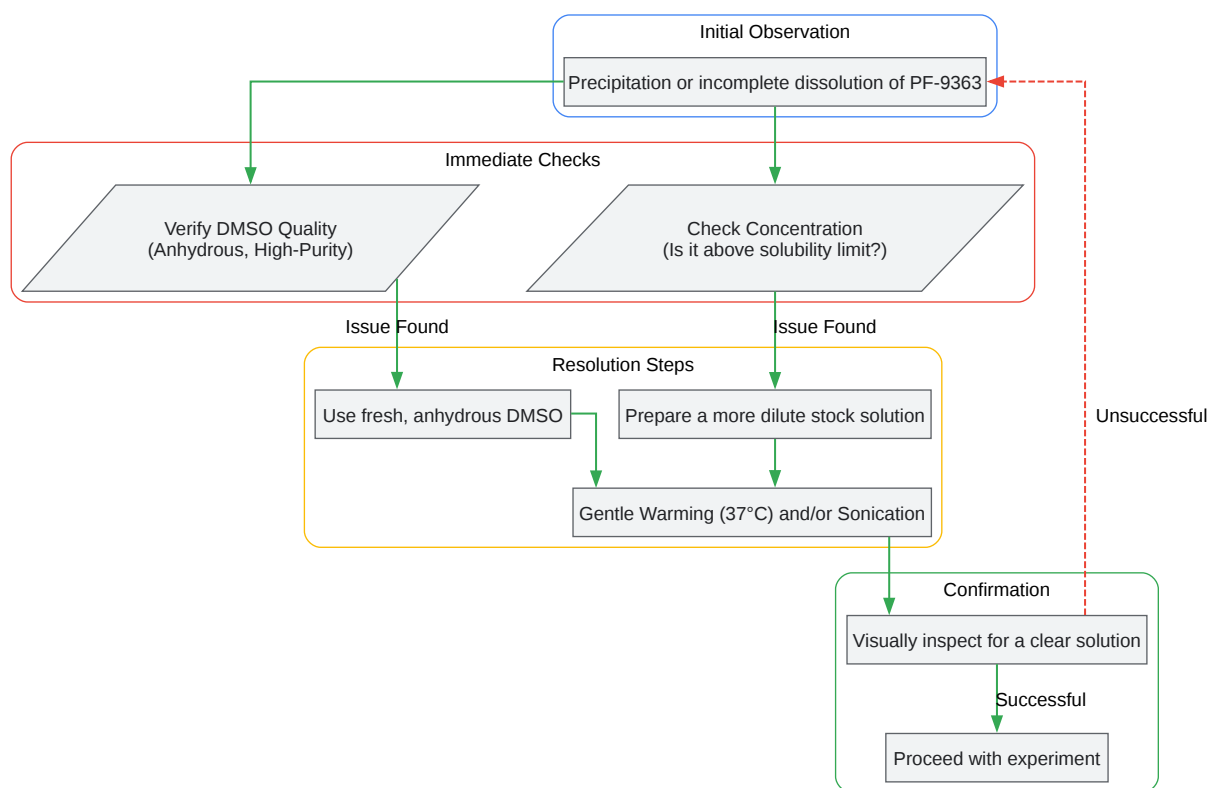 Initial Observation
Precipitation or incomplete dissolution of PF-9363
Immediate Checks
Verify DMSO Quality
(Anhydrous, High-Purity)
Check Concentration
(Is it above solubility limit?)
Issue Found
Issue Found
Resolution Steps
Use fresh, anhydrous DMSO
Prepare a more dilute stock solution
Unsuccessful
Gentle Warming (37°C) and/or Sonication
Confirmation
Visually inspect for a clear solution
Successful
Proceed with experiment